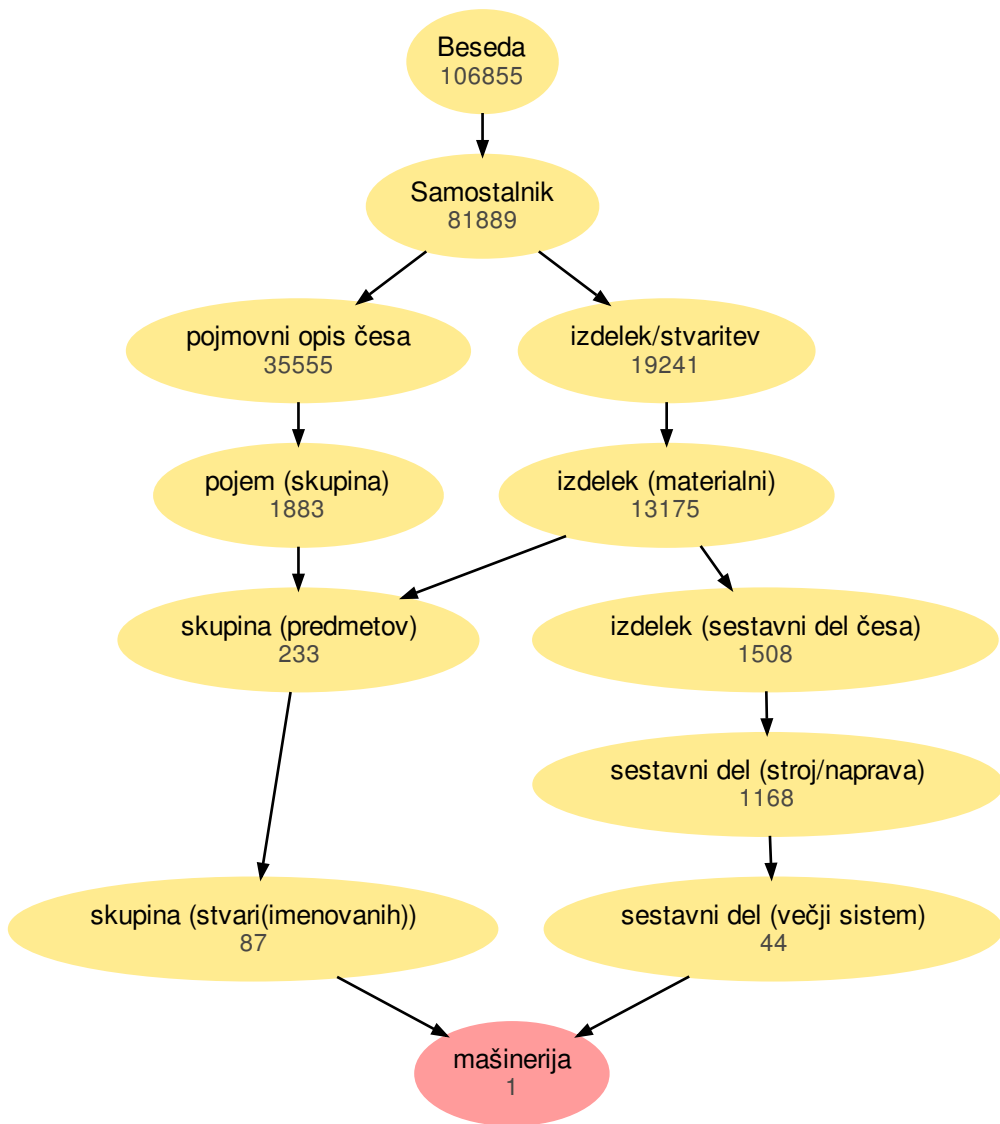 Beseda
106855
Samostalnik
81889
pojmovni opis česa
35555
izdelek/stvaritev
19241
pojem (skupina)
1883
izdelek (materialni)
13175
skupina (predmetov)
233
izdelek (sestavni del česa)
1508
sestavni del (stroj/naprava)
1168
skupina (stvari(imenovanih))
87
sestavni del (večji sistem)
44
mašinerija
1